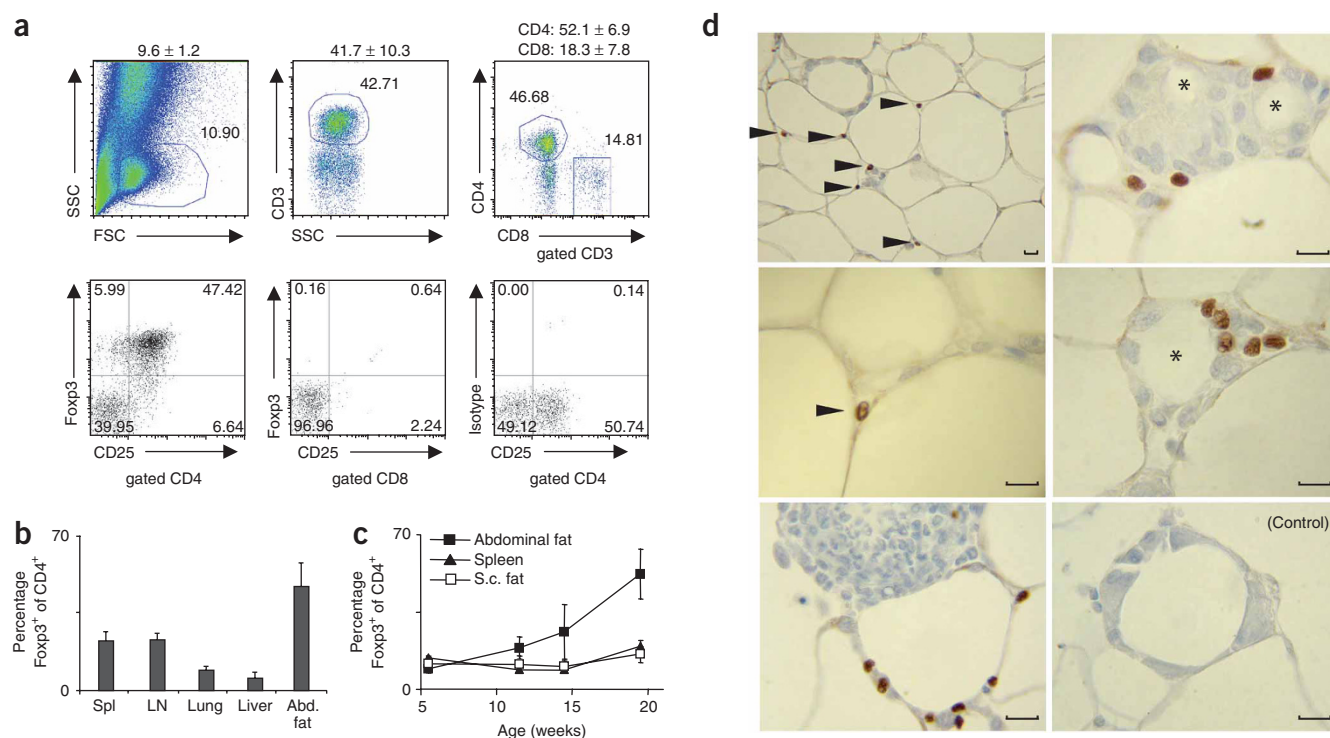 a
9.6 ± 1.2
41.7 ± 10.3
CD4: 52.1 ± 6.9
CD8: 18.3 ± 7.8
10.90
42.71
46.68
14.81
SSC
FSC
CD3
SSC
CD4
CD8
gated CD3
5.99
47.42
39.95
6.64
Foxp3
CD25
gated CD4
0.16
0.64
96.96
2.24
Foxp3
CD25
gated CD8
0.00
0.14
49.12
50.74
Isotype
CD25
gated CD4
b
Percentage
Foxp3⁺ of CD4⁺
70
0
Spl
LN
Lung
Liver
Abd.
fat
c
Percentage
Foxp3⁺ of CD4⁺
70
0
Abdominal fat
Spleen
S.c. fat
5
10
15
20
Age (weeks)
d
*
*
*
(Control)